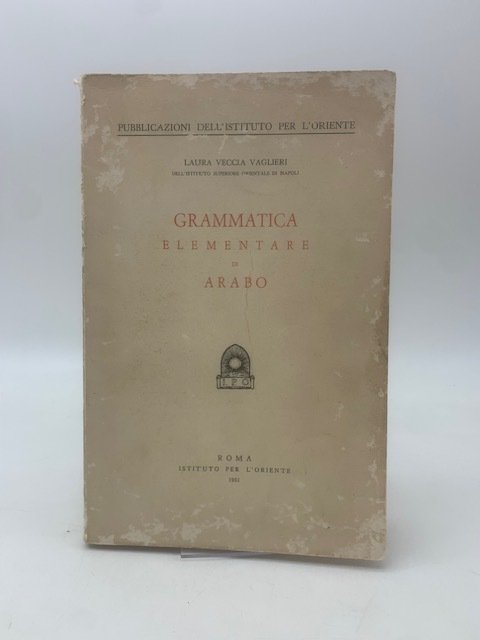 PUBBLICAZIONI DELL'ISTITUTO PER L'ORIENTE
LAURA VECCIA VAGLIERI
DELL'ISTITUTO SUPERIORE ORIENTALE DI NAPOLI
GRAMMATICA
ELEMENTARE
DI
ARABO
I. P. O
ROMA
ISTITUTO PER L'ORIENTE